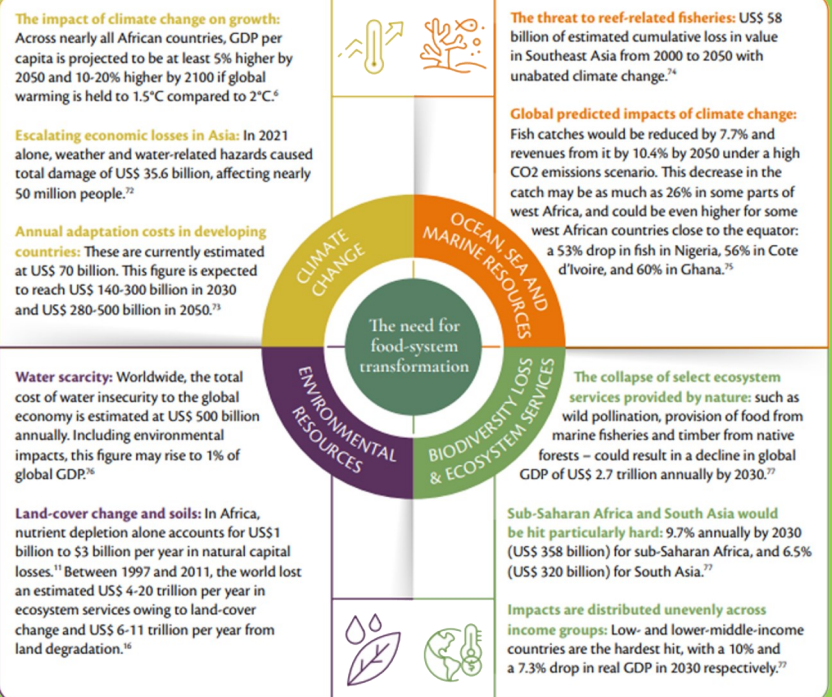 The impact of climate change on growth:
Across nearly all African countries, GDP per
capita is projected to be at least 5% higher by
2050 and 10-20% higher by 2100 if global
warming is held to 1.5°C compared to 2°C.⁶
Escalating economic losses in Asia: In 2021
alone, weather and water-related hazards caused
total damage of US$ 35.6 billion, affecting nearly
50 million people.⁷²
Annual adaptation costs in developing
countries: These are currently estimated
at US$ 70 billion. This figure is expected
to reach US$ 140-300 billion in 2030
and US$ 280-500 billion in 2050.⁷³
The threat to reef-related fisheries: US$ 58
billion of estimated cumulative loss in value
in Southeast Asia from 2000 to 2050 with
unabated climate change.⁷⁴
Global predicted impacts of climate change:
Fish catches would be reduced by 7.7% and
revenues from it by 10.4% by 2050 under a high
CO2 emissions scenario. This decrease in the
catch may be as much as 26% in some parts of
west Africa, and could be even higher for some
west African countries close to the equator:
a 53% drop in fish in Nigeria, 56% in Cote
d'Ivoire, and 60% in Ghana.⁷⁵
CLIMATE
CHANGE
OCEAN, SEA AND
MARINE RESOURCES
The need for
food-system
transformation
ENVIRONMENTAL
RESOURCES
BIODIVERSITY LOSS
& ECOSYSTEM SERVICES
Water scarcity: Worldwide, the total
cost of water insecurity to the global
economy is estimated at US$ 500 billion
annually. Including environmental
impacts, this figure may rise to 1% of
global GDP.⁷⁶
Land-cover change and soils: In Africa,
nutrient depletion alone accounts for US$1
billion to $3 billion per year in natural capital
losses.¹¹ Between 1997 and 2011, the world lost
an estimated US$ 4-20 trillion per year in
ecosystem services owing to land-cover
change and US$ 6-11 trillion per year from
land degradation.¹⁶
The collapse of select ecosystem
services provided by nature: such as
wild pollination, provision of food from
marine fisheries and timber from native
forests – could result in a decline in global
GDP of US$ 2.7 trillion annually by 2030.⁷⁷
Sub-Saharan Africa and South Asia would
be hit particularly hard: 9.7% annually by 2030
(US$ 358 billion) for sub-Saharan Africa, and 6.5%
(US$ 320 billion) for South Asia.⁷⁷
Impacts are distributed unevenly across
income groups: Low- and lower-middle-income
countries are the hardest hit, with a 10% and
a 7.3% drop in real GDP in 2030 respectively.⁷⁷
$